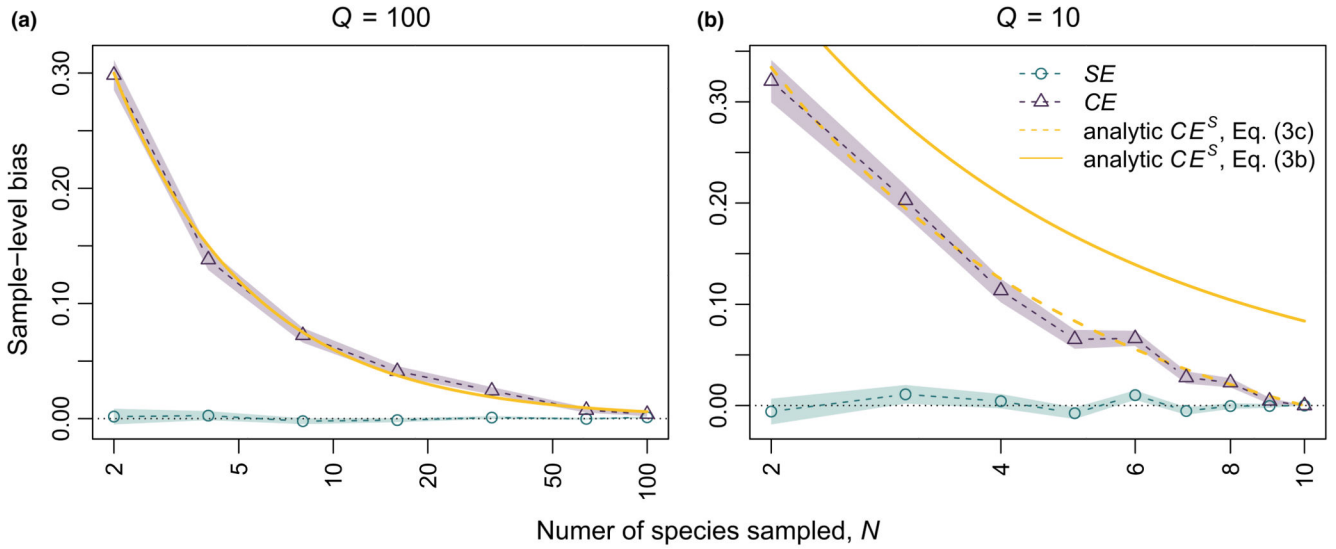 (a)
Q = 100
(b)
Q = 10
Sample−level bias
0.00
0.10
0.20
0.30
2
5
10
20
50
100
0.00
0.10
0.20
0.30
2
4
6
8
10
SE
CE
analytic CE^S, Eq. (3c)
analytic CE^S, Eq. (3b)
Numer of species sampled, N